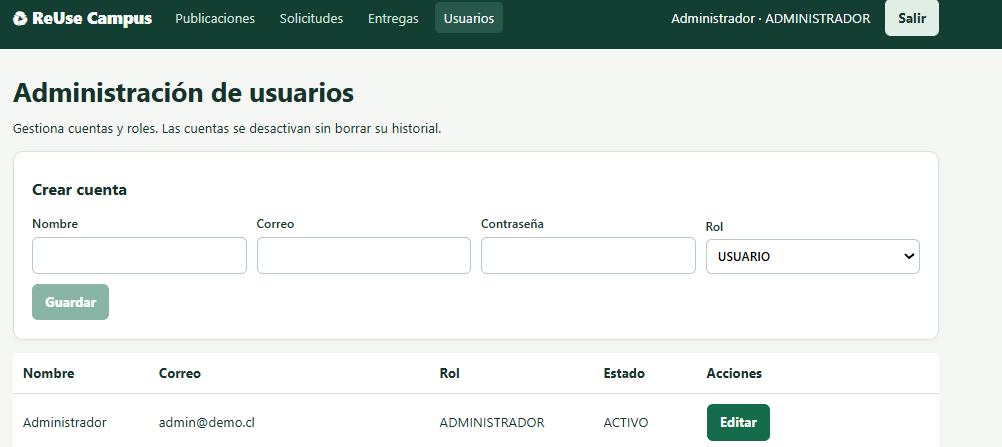 ReUse Campus Publicaciones Solicitudes Entregas Usuarios Administrador · ADMINISTRADOR Salir
Administración de usuarios
Gestiona cuentas y roles. Las cuentas se desactivan sin borrar su historial.
Crear cuenta
Nombre Correo Contraseña Rol
USUARIO
Guardar
Nombre Correo Rol Estado Acciones
Administrador admin@demo.cl ADMINISTRADOR ACTIVO Editar